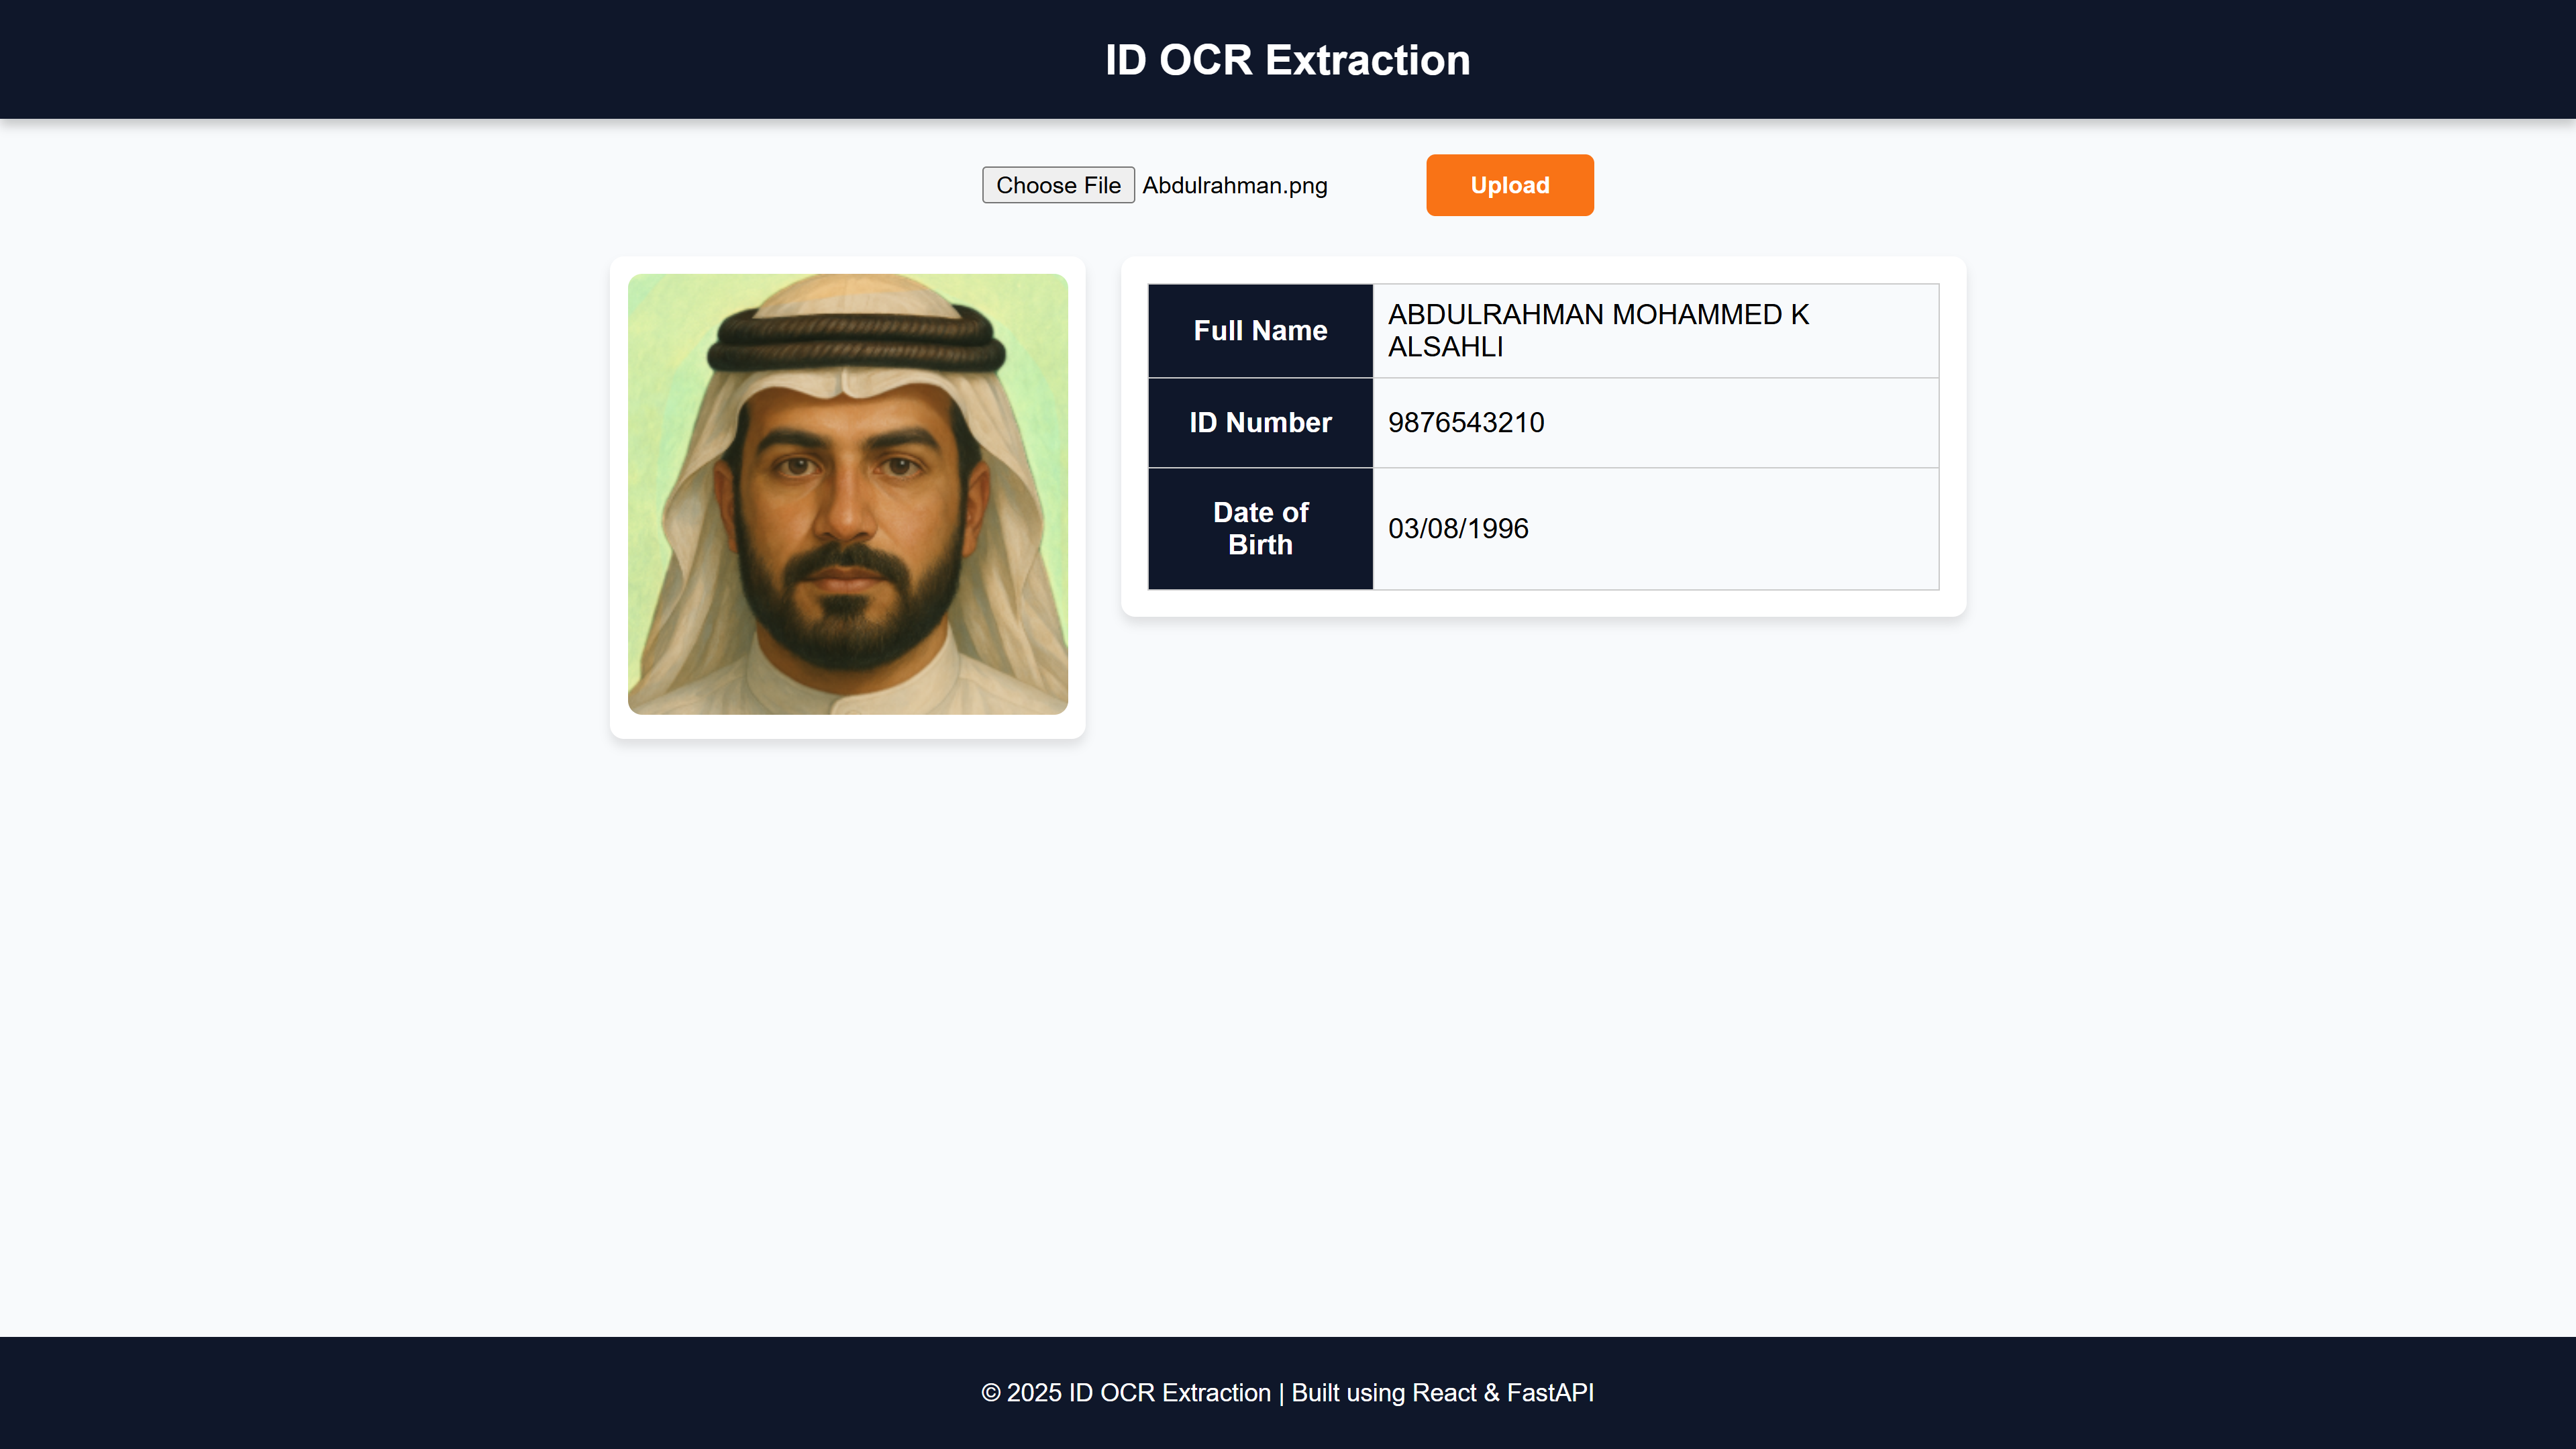 ID OCR Extraction
Choose File Abdulrahman.png
Upload
Full Name
ABDULRAHMAN MOHAMMED K
ALSAHLI
ID Number
9876543210
Date of
Birth
03/08/1996
© 2025 ID OCR Extraction | Built using React & FastAPI